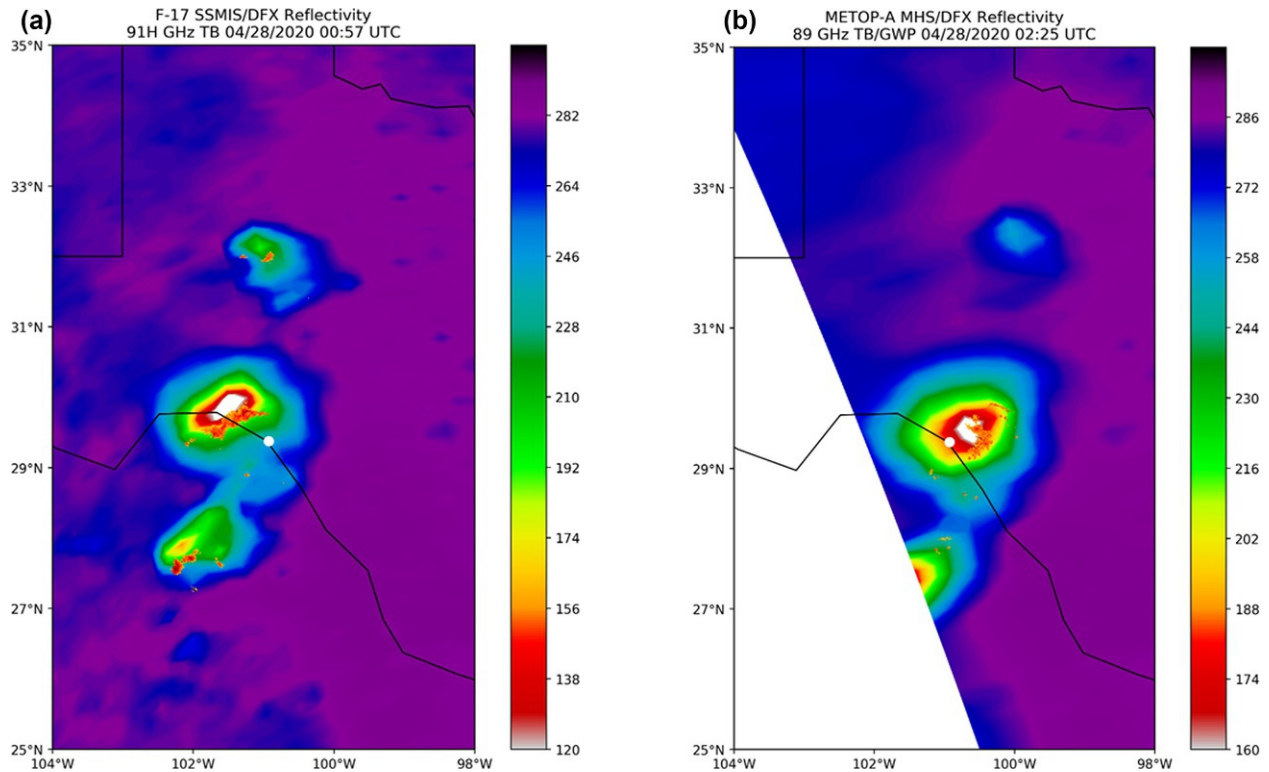 (a)
F-17 SSMIS/DFX Reflectivity
91H GHz TB 04/28/2020 00:57 UTC
35°N
33°N
31°N
29°N
27°N
25°N
104°W
102°W
100°W
98°W
282
264
246
228
210
192
174
156
138
120
(b)
METOP-A MHS/DFX Reflectivity
89 GHz TB/GWP 04/28/2020 02:25 UTC
35°N
33°N
31°N
29°N
27°N
25°N
104°W
102°W
100°W
98°W
286
272
258
244
230
216
202
188
174
160